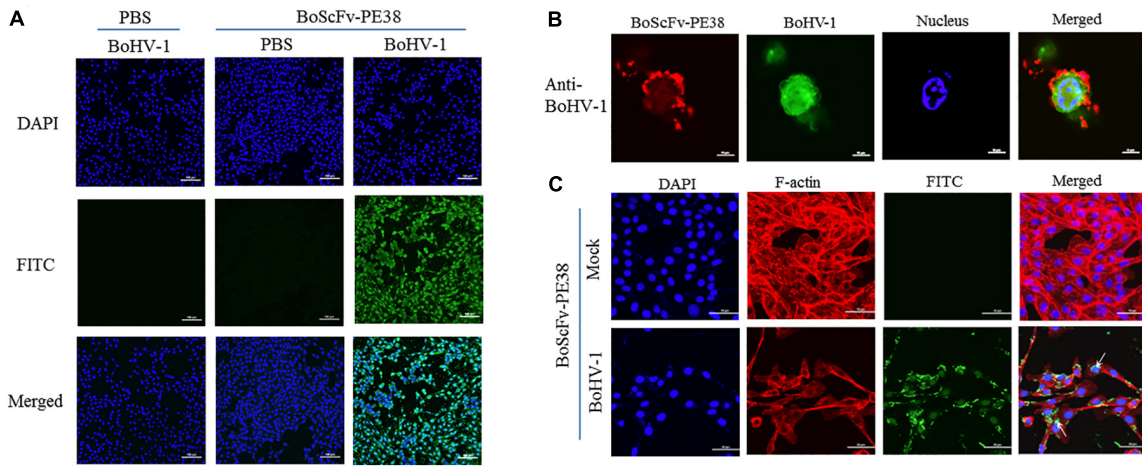 A
PBS
BoScFv-PE38
BoHV-1
PBS
BoHV-1
DAPI
FITC
Merged
B
BoScFv-PE38
BoHV-1
Nucleus
Merged
Anti-
BoHV-1
C
DAPI
F-actin
FITC
Merged
BoScFv-PE38
Mock
BoHV-1